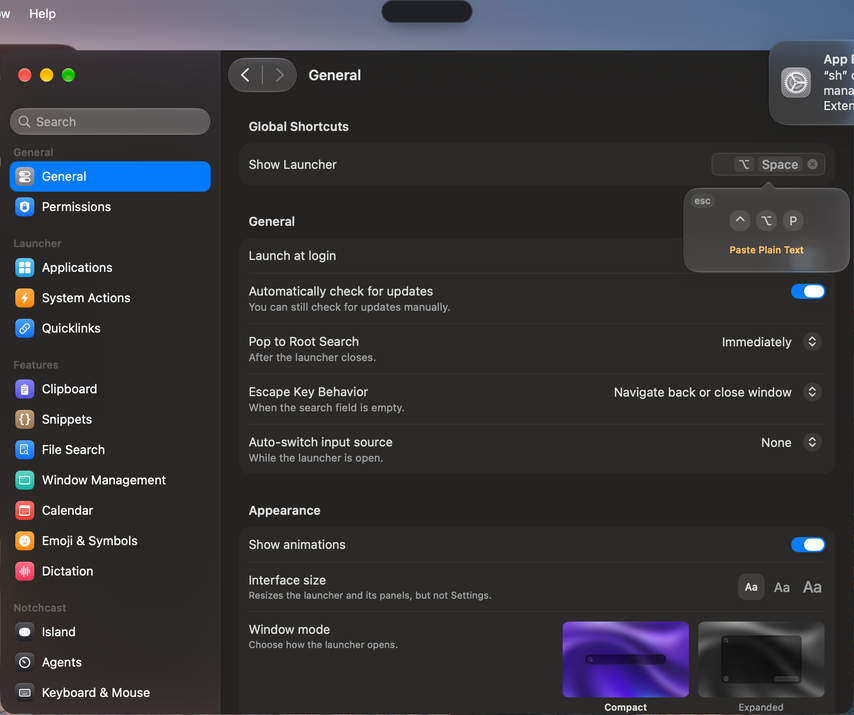 Help
General
App
"sh"
mana
Exten
Search
General
General
Permissions
Launcher
Applications
System Actions
Quicklinks
Features
Clipboard
Snippets
File Search
Window Management
Calendar
Emoji & Symbols
Dictation
Notchcast
Island
Agents
Keyboard & Mouse
Global Shortcuts
Show Launcher
⌥ Space
esc
⌃ ⌥ P
Paste Plain Text
General
Launch at login
Automatically check for updates
You can still check for updates manually.
Pop to Root Search
Immediately
After the launcher closes.
Escape Key Behavior
Navigate back or close window
When the search field is empty.
Auto-switch input source
None
While the launcher is open.
Appearance
Show animations
Interface size
Aa Aa Aa
Resizes the launcher and its panels, but not Settings.
Window mode
Choose how the launcher opens.
Compact
Expanded